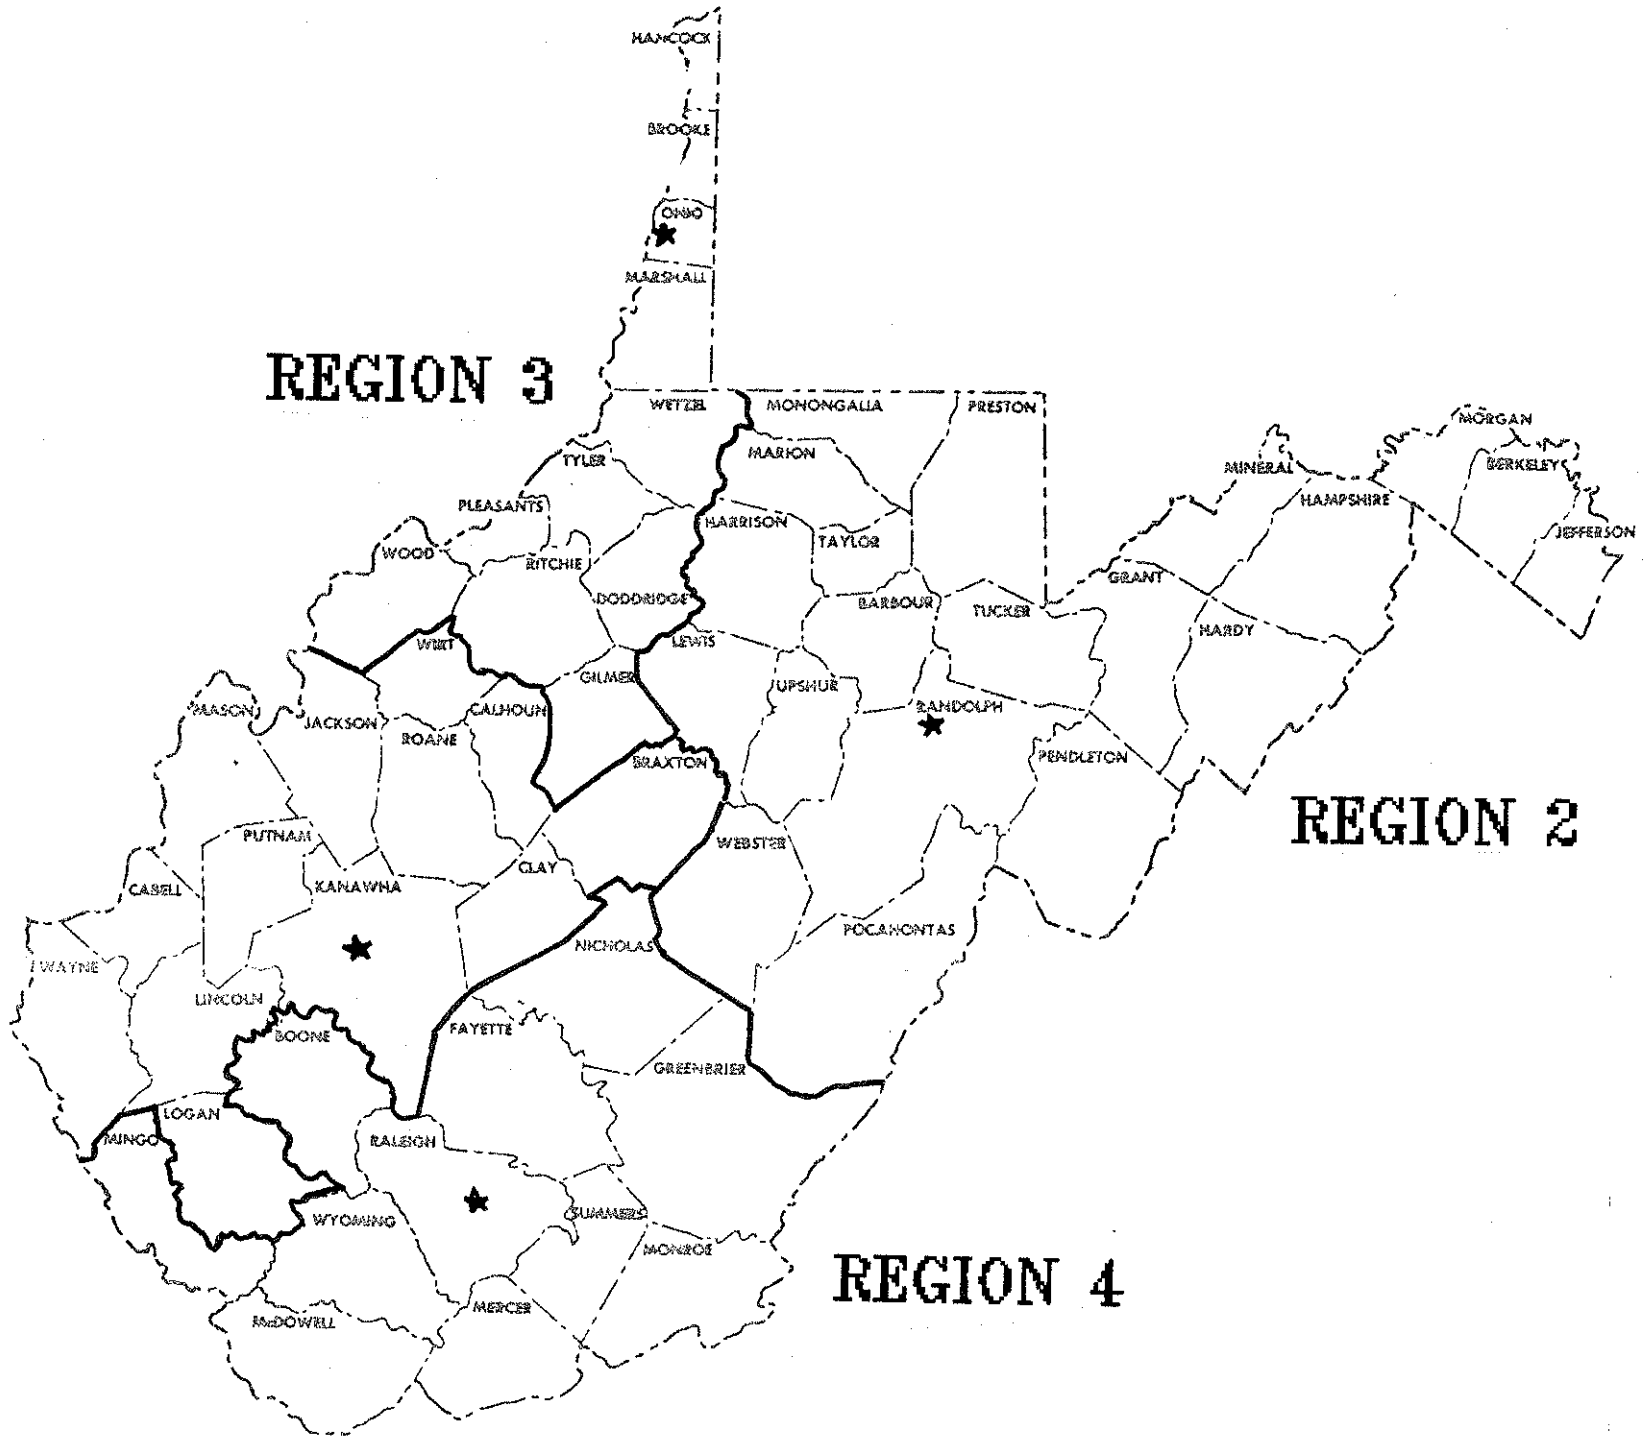 HANCOCK
BROOKE
OHIO
MARSHALL
REGION 3
WETZEL
MONONGALIA
PRESTON
MORGAN
TYLER
MARION
MINERAL
BERKELEY
PLEASANTS
HAMPSHIRE
HARRISON
JEFFERSON
WOOD
RITCHIE
TAYLOR
GRANT
DODDRIDGE
BARBOUR
TUCKER
HARDY
WIRT
LEWIS
GILMER
UPSHUR
MASON
JACKSON
CALHOUN
RANDOLPH
ROANE
BRAXTON
PENDLETON
REGION 2
PUTNAM
WEBSTER
CLAY
CABELL
KANAWHA
POCAHONTAS
NICHOLAS
WAYNE
LINCOLN
BOONE
FAYETTE
GREENBRIER
LOGAN
MINGO
RALEIGH
SUMMERS
WYOMING
MONROE
REGION 4
MERCER
McDOWELL